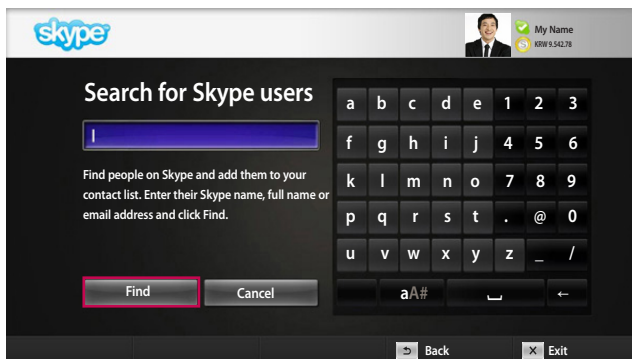 skype
My Name
KRW 9.542.78
Search for Skype users
Find people on Skype and add them to your
contact list. Enter their Skype name, full name or
email address and click Find.
Find Cancel
a b c d e 1 2 3
f g h i j 4 5 6
k l m n o 7 8 9
p q r s t . @ 0
u v w x y z _ /
aA# ⌴ ←
Back X Exit